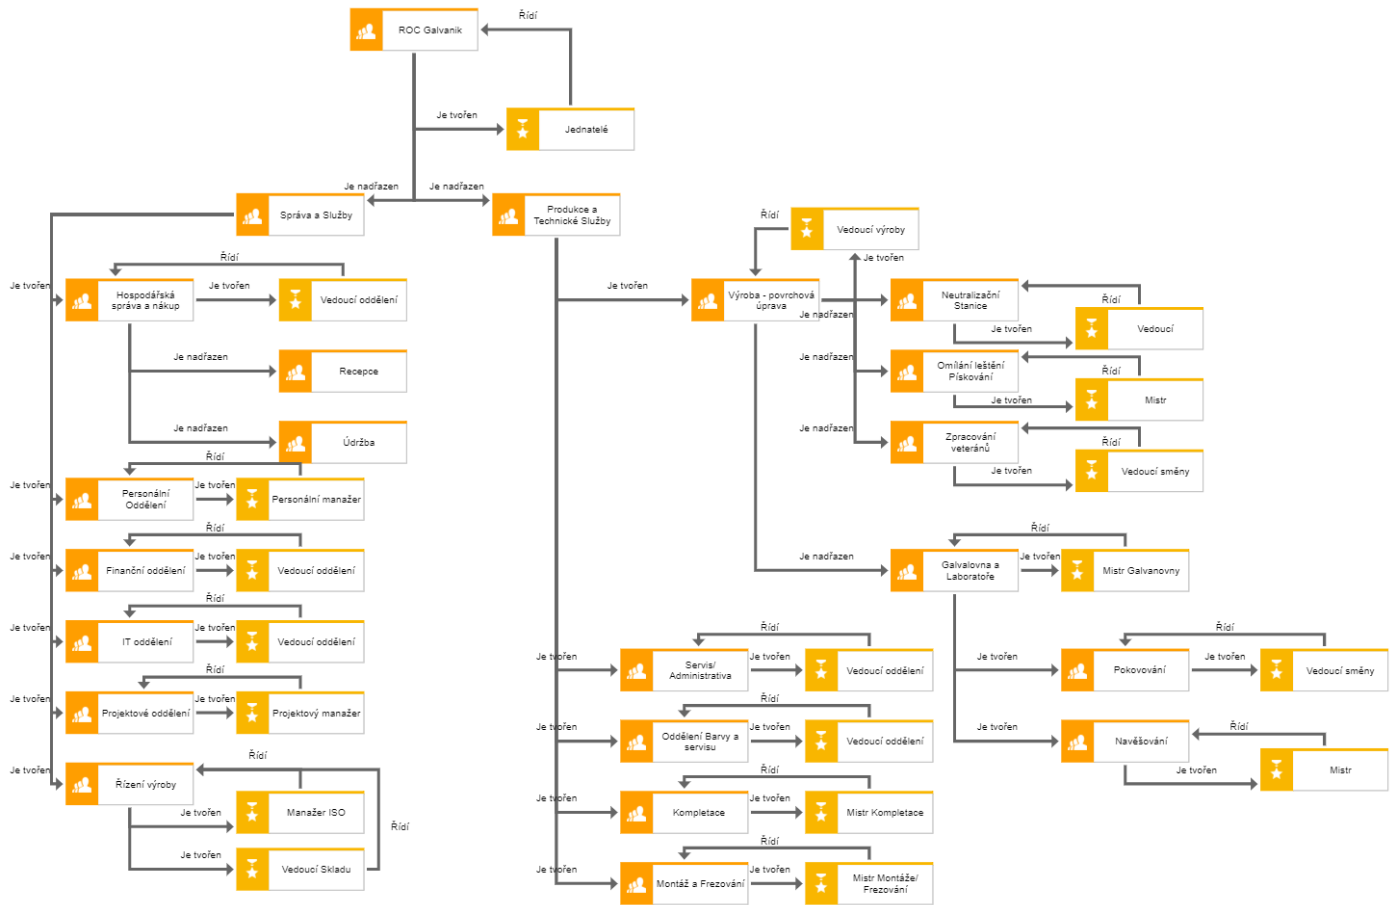 Řídí
ROC Galvanik
Je tvořen
Jednatelé
Je nadřazen
Je nadřazen
Správa a Služby
Produkce a
Technické Služby
Řídí
Vedoucí výroby
Je tvořen
Řídí
Je tvořen
Hospodářská
správa a nákup
Je tvořen
Vedoucí oddělení
Je tvořen
Výroba - povrchová
úprava
Je nadřazen
Neutralizační
Stanice
Řídí
Je tvořen
Vedoucí
Je nadřazen
Recepce
Je nadřazen
Omílání leštění
Pískování
Řídí
Je tvořen
Mistr
Je nadřazen
Údržba
Je nadřazen
Zpracování
veteránů
Řídí
Je tvořen
Vedoucí směny
Řídí
Je tvořen
Personální
Oddělení
Je tvořen
Personální manažer
Řídí
Je tvořen
Finanční oddělení
Je tvořen
Vedoucí oddělení
Řídí
Je nadřazen
Galvalovna a
Laboratoře
Je tvořen
Mistr Galvanovny
Řídí
Je tvořen
IT oddělení
Je tvořen
Vedoucí oddělení
Řídí
Je tvořen
Servis/
Administrativa
Je tvořen
Vedoucí oddělení
Řídí
Je tvořen
Pokovování
Je tvořen
Vedoucí směny
Řídí
Je tvořen
Projektové oddělení
Je tvořen
Projektový manažer
Řídí
Je tvořen
Oddělení Barvy a
servisu
Je tvořen
Vedoucí oddělení
Řídí
Je tvořen
Navěšování
Je tvořen
Mistr
Řídí
Je tvořen
Řízení výroby
Je tvořen
Manažer ISO
Řídí
Je tvořen
Vedoucí Skladu
Řídí
Je tvořen
Kompletace
Je tvořen
Mistr Kompletace
Řídí
Je tvořen
Montáž a Frezování
Je tvořen
Mistr Montáže/
Frezování